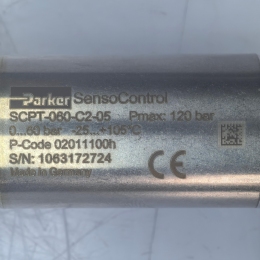 Parker SensoControl
SCPT-060-C2-05 Pmax: 120 bar
0...60 bar -25...+105°C
P-Code 02011100h
S/N: 1063172724
Made in Germany
CE